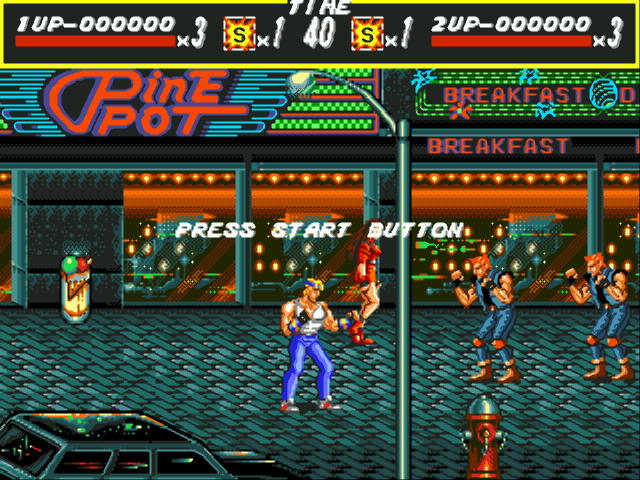 TIME
1UP-000000 ×3 S ×1 40 S ×1 2UP-000000 ×3
PinE
POT
BREAKFAST D
BREAKFAST
PRESS START BUTTON